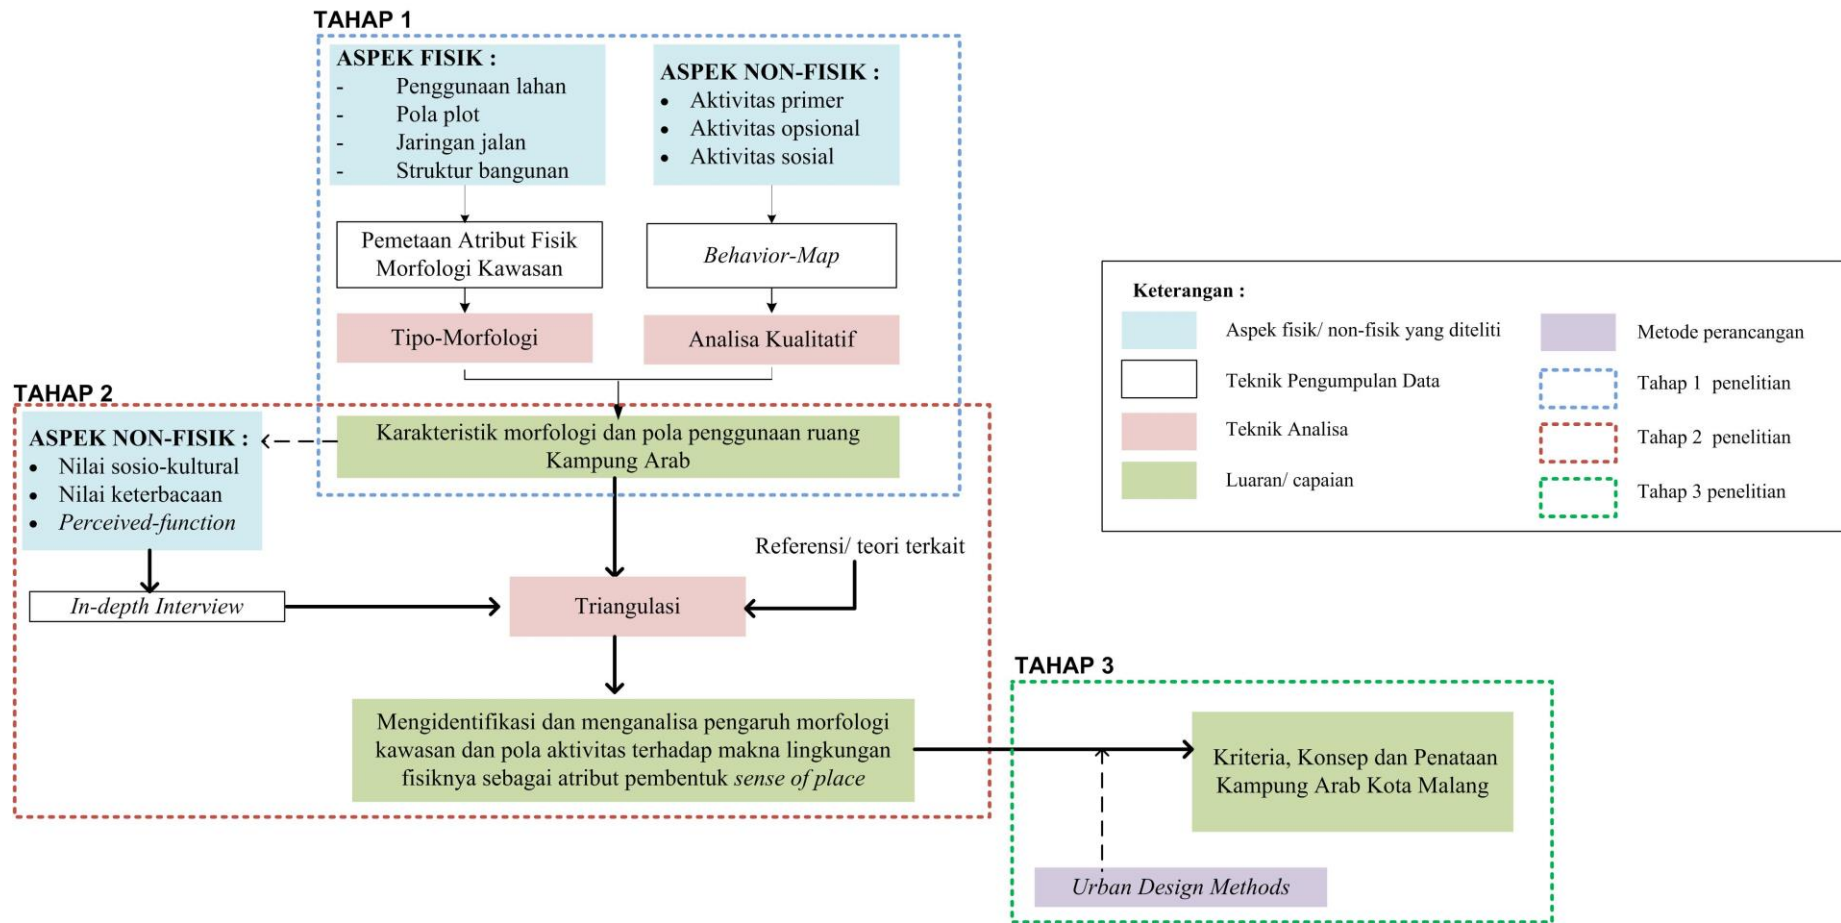 TAHAP 1
ASPEK FISIK :
- Penggunaan lahan
- Pola plot
- Jaringan jalan
- Struktur bangunan
ASPEK NON-FISIK :
• Aktivitas primer
• Aktivitas opsional
• Aktivitas sosial
Pemetaan Atribut Fisik
Morfologi Kawasan
Behavior-Map
Tipo-Morfologi
Analisa Kualitatif
TAHAP 2
Karakteristik morfologi dan pola penggunaan ruang
Kampung Arab
ASPEK NON-FISIK :
• Nilai sosio-kultural
• Nilai keterbacaan
• Perceived-function
Referensi/ teori terkait
In-depth Interview
Triangulasi
Mengidentifikasi dan menganalisa pengaruh morfologi
kawasan dan pola aktivitas terhadap makna lingkungan
fisiknya sebagai atribut pembentuk sense of place
TAHAP 3
Kriteria, Konsep dan Penataan
Kampung Arab Kota Malang
Urban Design Methods
Keterangan :
Aspek fisik/ non-fisik yang diteliti
Teknik Pengumpulan Data
Teknik Analisa
Luaran/ capaian
Metode perancangan
Tahap 1 penelitian
Tahap 2 penelitian
Tahap 3 penelitian